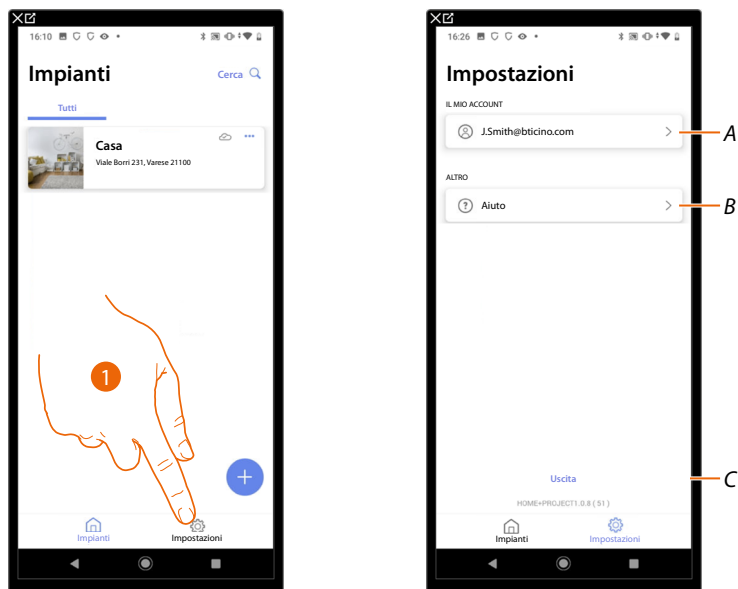 16:10
Impianti
Cerca
Tutti
Casa
Viale Borri 231, Varese 21100
1
+
Impianti
Impostazioni
16:26
Impostazioni
IL MIO ACCOUNT
J.Smith@bticino.com
A
ALTRO
? Aiuto
B
Uscita
C
HOME+PROJECT1.0.8 ( 51 )
Impianti
Impostazioni